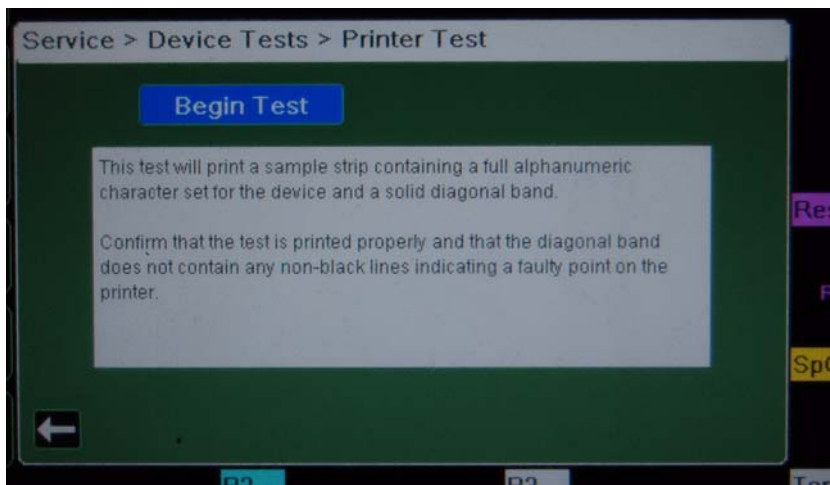 Service > Device Tests > Printer Test
Begin Test
This test will print a sample strip containing a full alphanumeric
character set for the device and a solid diagonal band.
Confirm that the test is printed properly and that the diagonal band
does not contain any non-black lines indicating a faulty point on the
printer.